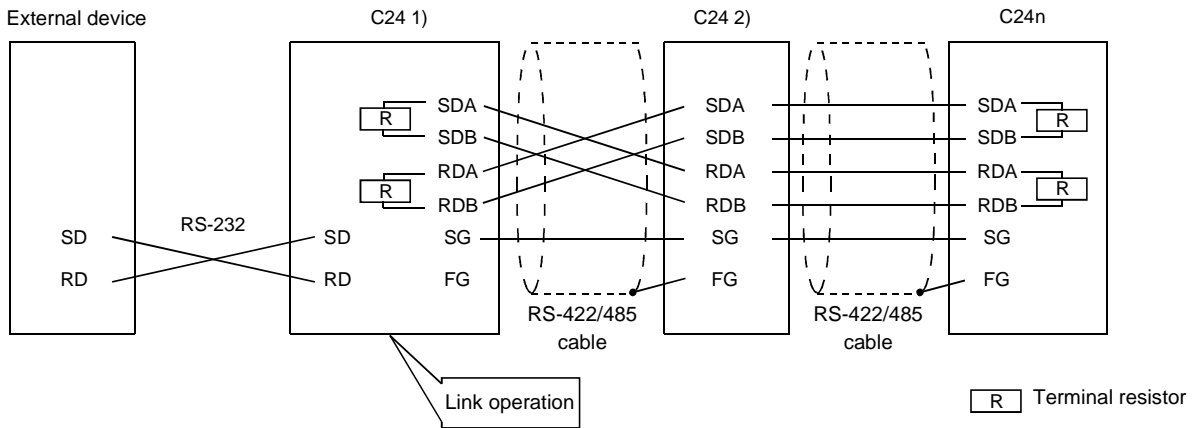 External device
C24 1)
C24 2)
C24n
R
SDA
SDB
RDA
R
RDB
SG
FG
SDA
SDB
RDA
RDB
SG
FG
SDA
SDB
RDA
RDB
SG
FG
R
R
SD
RD
RS-232
SD
RD
RS-422/485
cable
RS-422/485
cable
Link operation
R Terminal resistor